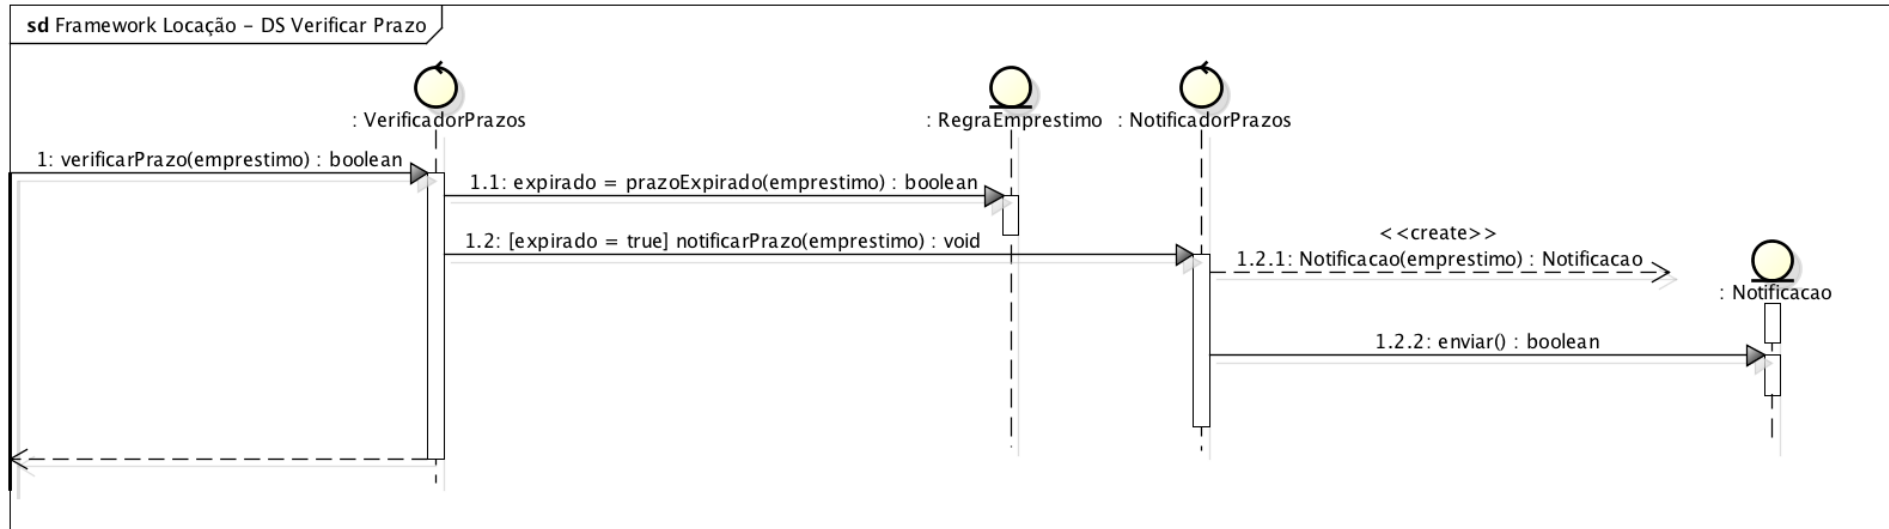 sd Framework Locação - DS Verificar Prazo
: VerificadorPrazos
: RegraEmprestimo
: NotificadorPrazos
1: verificarPrazo(emprestimo) : boolean
1.1: expirado = prazoExpirado(emprestimo) : boolean
1.2: [expirado = true] notificarPrazo(emprestimo) : void
<<create>>
1.2.1: Notificacao(emprestimo) : Notificacao
: Notificacao
1.2.2: enviar() : boolean